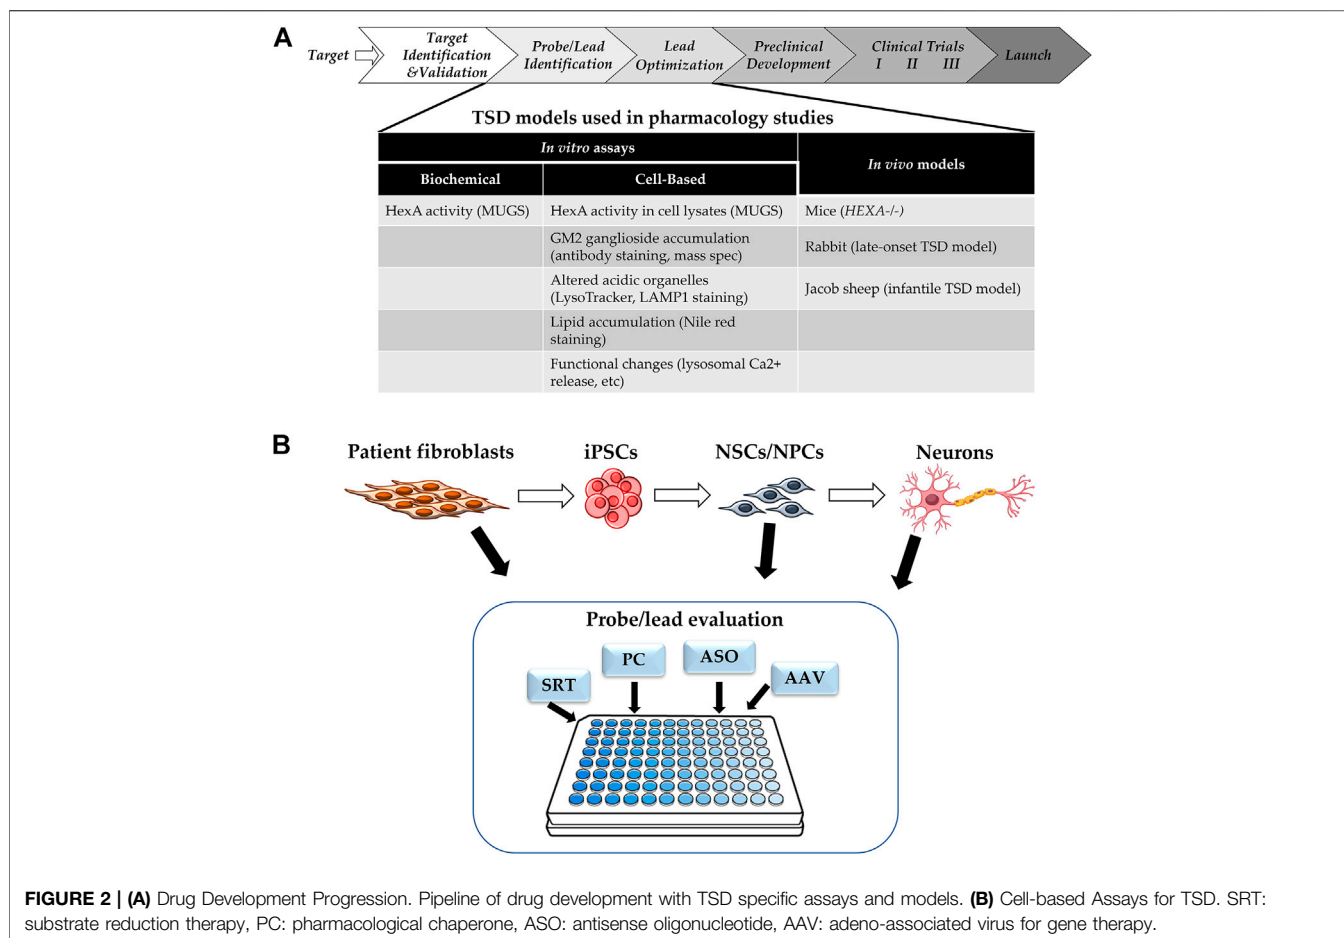 A
Target
Target
Identification
&Validation
Probe/Lead
Identification
Lead
Optimization
Preclinical
Development
Clinical Trials
I II III
Launch
TSD models used in pharmacology studies
In vitro assays
In vivo models
Biochemical
Cell-Based
HexA activity (MUGS)
HexA activity in cell lysates (MUGS)
Mice (HEXA-/-)
GM2 ganglioside accumulation
(antibody staining, mass spec)
Rabbit (late-onset TSD model)
Altered acidic organelles
(LysoTracker, LAMP1 staining)
Jacob sheep (infantile TSD model)
Lipid accumulation (Nile red
staining)
Functional changes (lysosomal Ca2+
release, etc)
B
Patient fibroblasts
iPSCs
NSCs/NPCs
Neurons
Probe/lead evaluation
SRT
PC
ASO
AAV
FIGURE 2 | (A) Drug Development Progression. Pipeline of drug development with TSD specific assays and models. (B) Cell-based Assays for TSD. SRT:
substrate reduction therapy, PC: pharmacological chaperone, ASO: antisense oligonucleotide, AAV: adeno-associated virus for gene therapy.